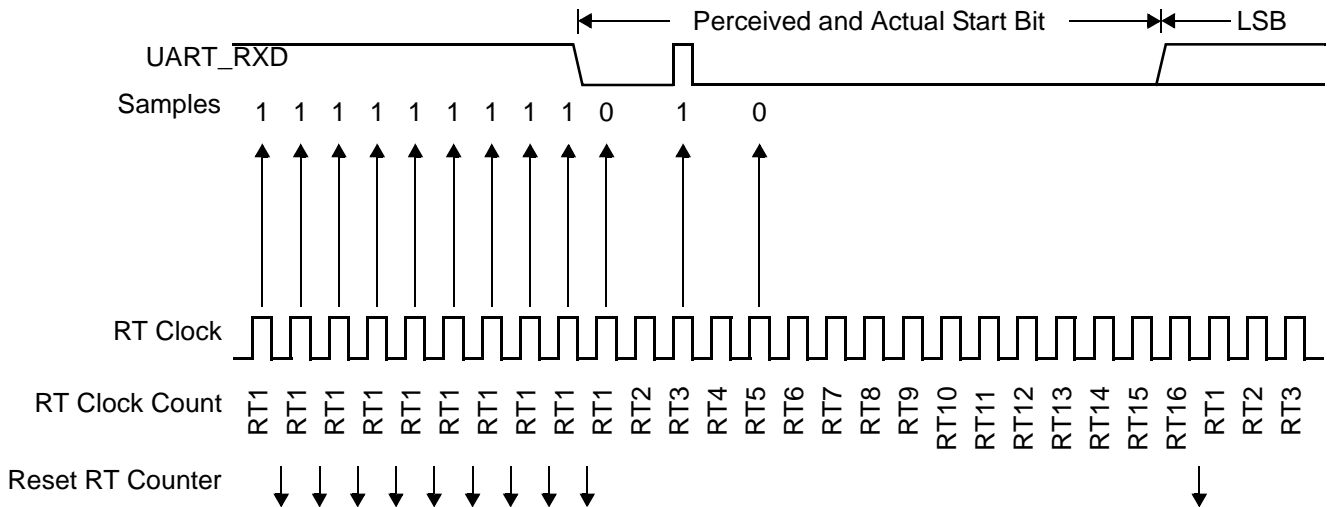 Perceived and Actual Start Bit LSB
UART_RXD
Samples 1 1 1 1 1 1 1 1 1 0 1 0
RT Clock
RT Clock Count RT1 RT1 RT1 RT1 RT1 RT1 RT1 RT1 RT1 RT1 RT2 RT3 RT4 RT5 RT6 RT7 RT8 RT9 RT10 RT11 RT12 RT13 RT14 RT15 RT16 RT1 RT2 RT3
Reset RT Counter